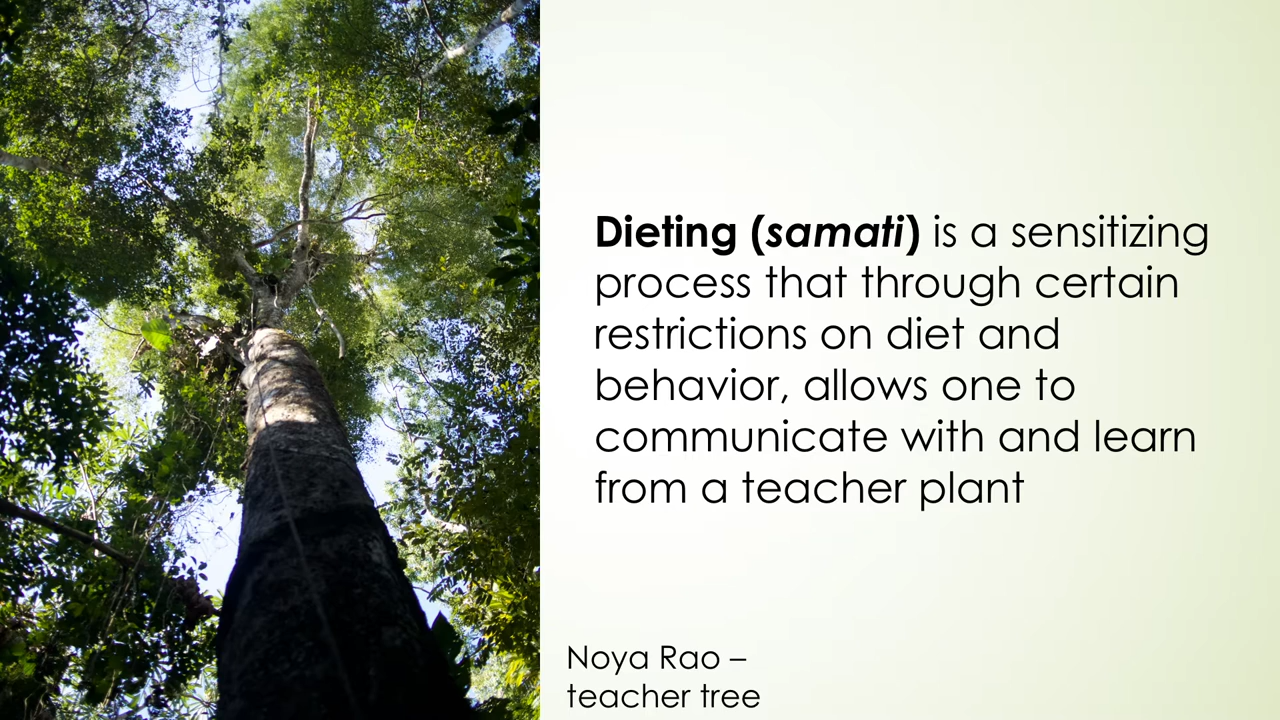 Dieting (samati) is a sensitizing
process that through certain
restrictions on diet and
behavior, allows one to
communicate with and learn
from a teacher plant
Noya Rao –
teacher tree